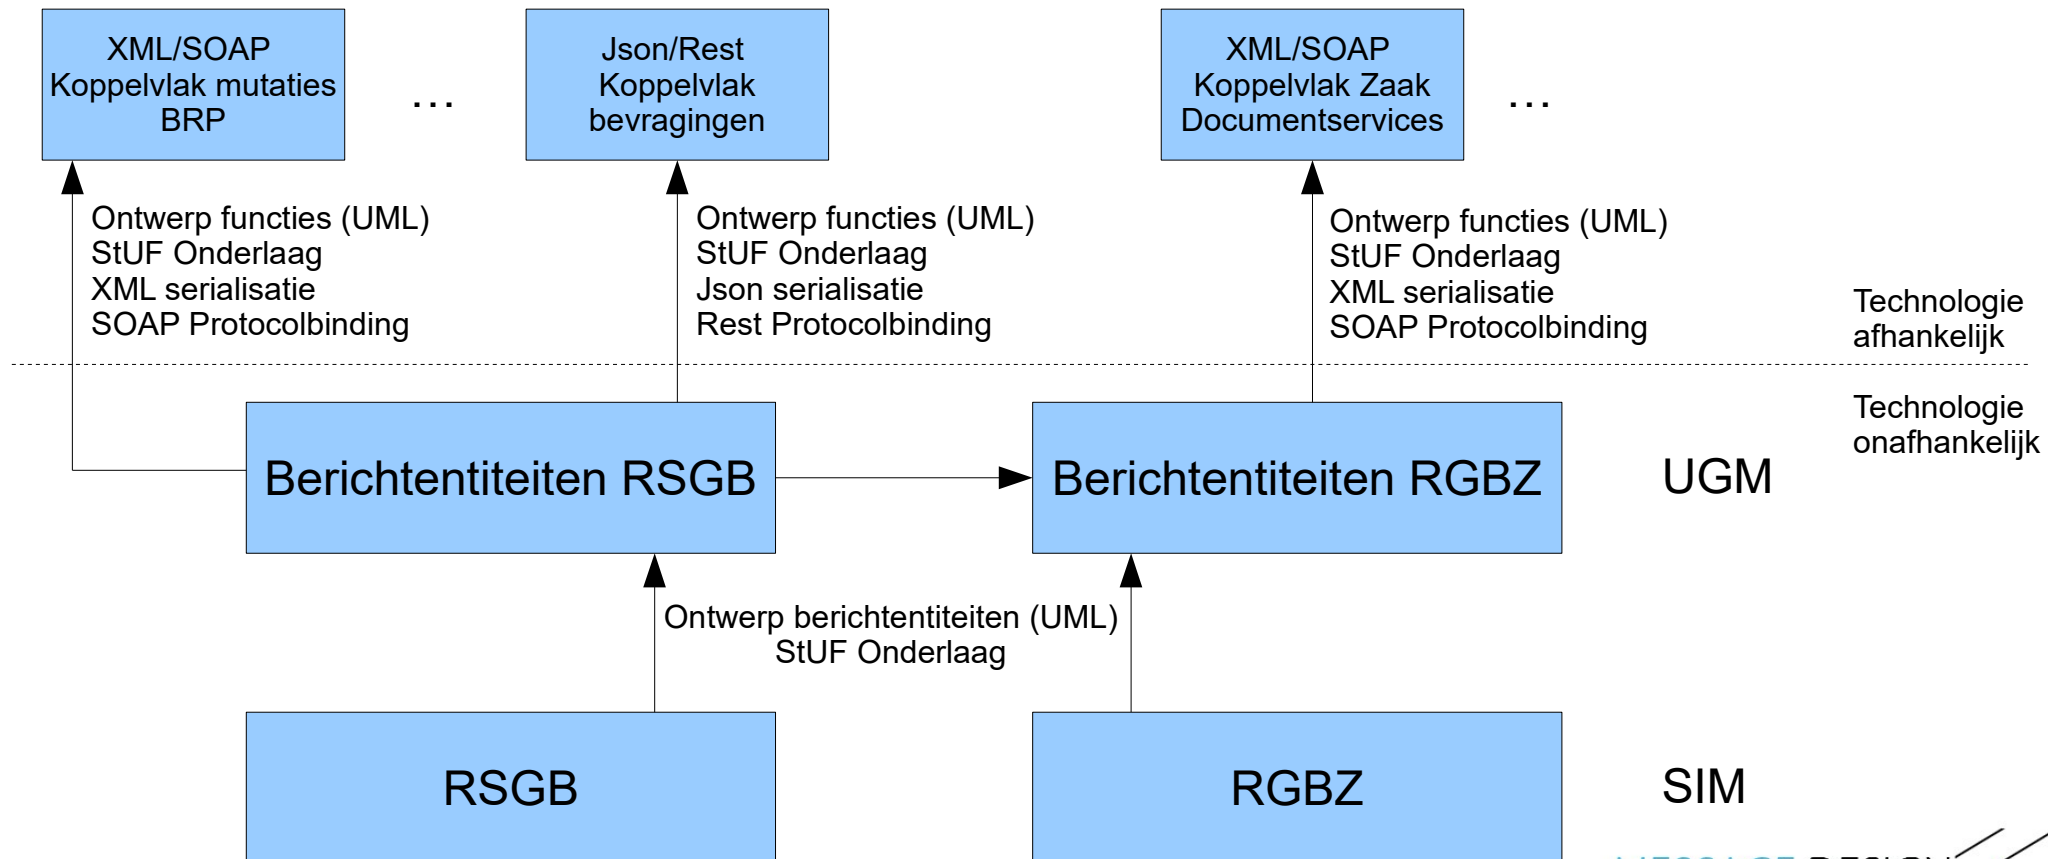 XML/SOAP
Koppelvlak mutaties
BRP
...
Json/Rest
Koppelvlak
bevragingen
XML/SOAP
Koppelvlak Zaak
Documentservices
...
Ontwerp functies (UML)
StUF Onderlaag
XML serialisatie
SOAP Protocolbinding
Ontwerp functies (UML)
StUF Onderlaag
Json serialisatie
Rest Protocolbinding
Ontwerp functies (UML)
StUF Onderlaag
XML serialisatie
SOAP Protocolbinding
Technologie
afhankelijk
Technologie
onafhankelijk
Berichtentiteiten RSGB
Berichtentiteiten RGBZ
UGM
Ontwerp berichtentiteiten (UML)
StUF Onderlaag
RSGB
RGBZ
SIM
MESSAGE DESIGN